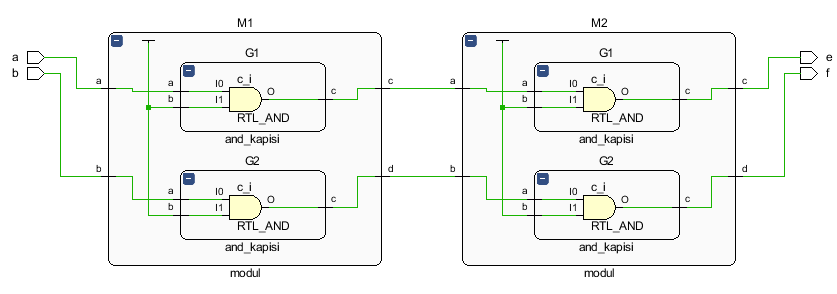 M1
M2
G1
G1
a
b
e
f
a
a
b
c_i
I0
I1
O
RTL_AND
c
and_kapisi
c
a
a
b
c_i
I0
I1
O
RTL_AND
c
and_kapisi
c
G2
G2
b
a
b
c_i
I0
I1
O
RTL_AND
c
and_kapisi
d
b
a
b
c_i
I0
I1
O
RTL_AND
c
and_kapisi
d
modul
modul